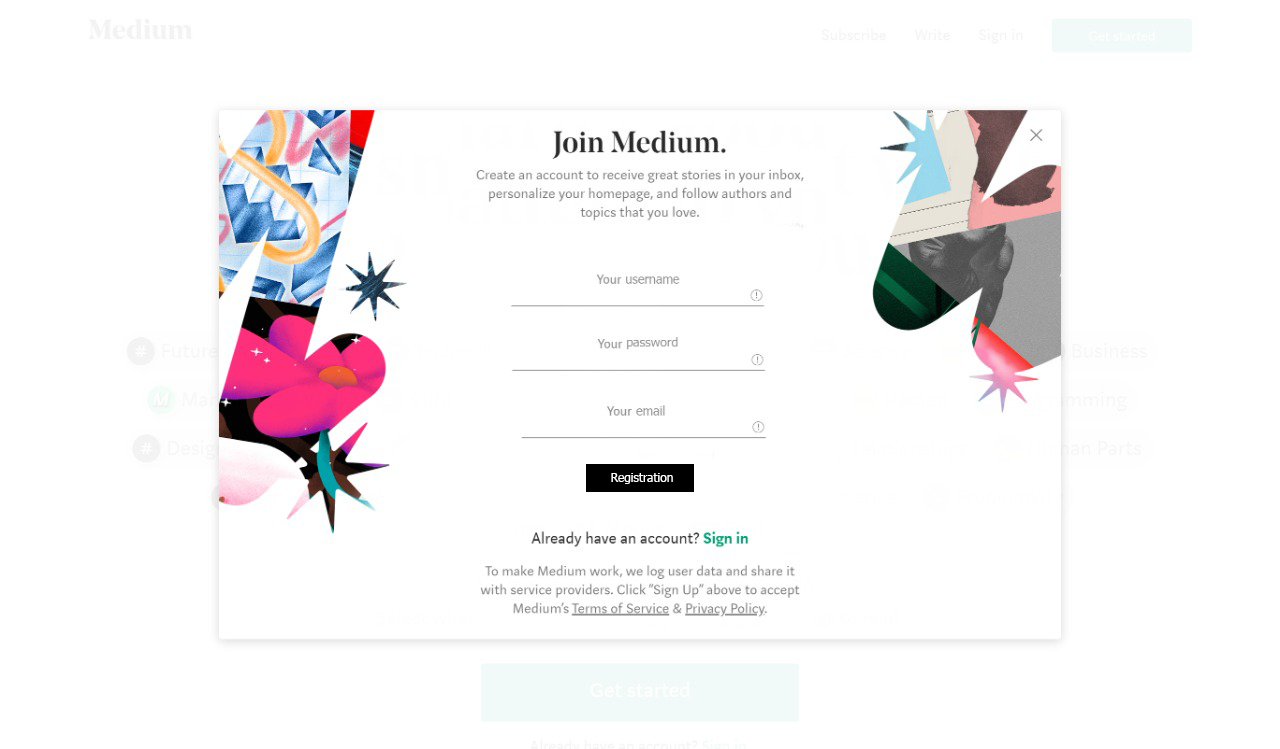 Medium
Subscribe Write Sign In Get started
Join Medium.
Create an account to receive great stories in your inbox,
personalize your homepage, and follow authors and
topics that you love.
Your username
Your password
Your email
Registration
Already have an account? Sign in
To make Medium work, we log user data and share it
with service providers. Click “Sign Up” above to accept
Medium’s Terms of Service & Privacy Policy.
# Future
Business
M Ma
mming
# Desig
an Parts
Get started
Already have an account? Sign in